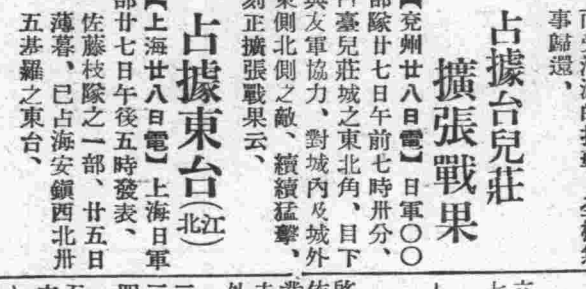 事歸還、
占據台兒莊
擴張戰果
【兗州廿八日電】日軍〇〇
部隊廿七日午前七時卅分、
臺兒莊城之東北角、目下
友軍協力、對城內及城外
東側北側之敵、續續猛擊、
刻正擴張戰果云、
占據東台(江北)
【上海廿八日電】上海日軍
部廿七日午後五時發表、
佐藤枝隊之一部、廿五日
薄暮、已占海安鎭西北卅
五基羅之東台、